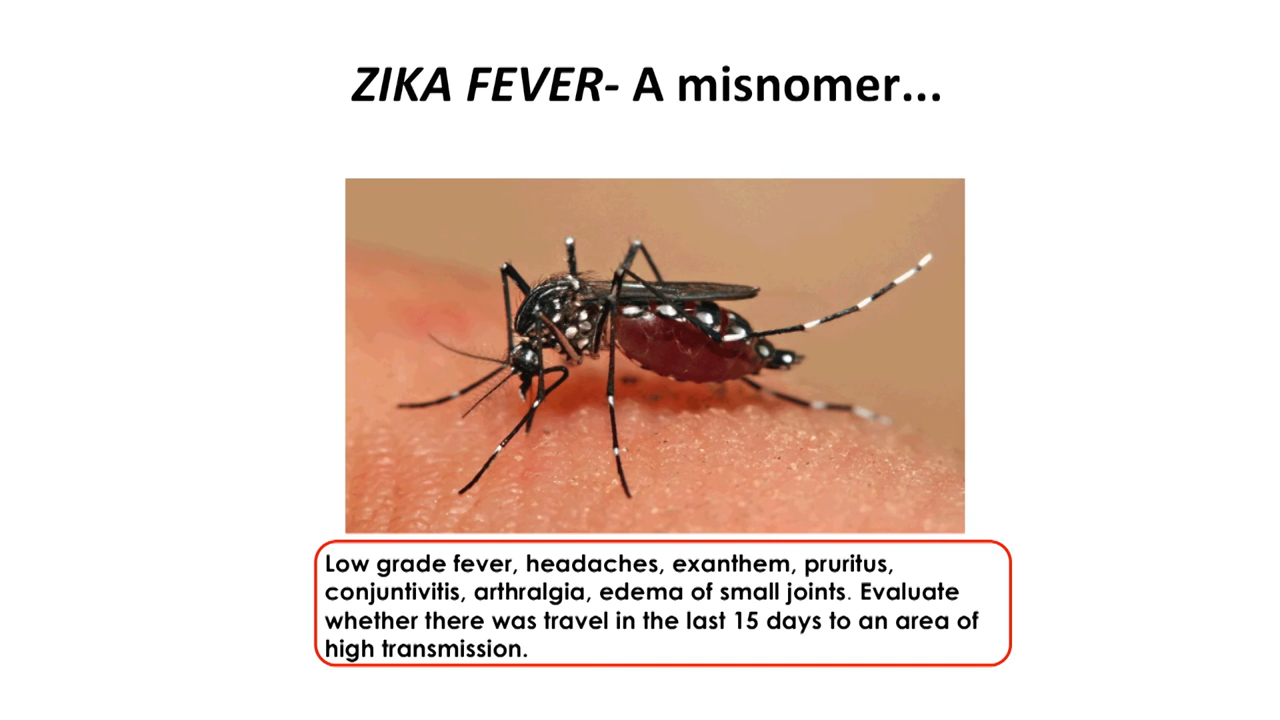 ZIKA FEVER- A misnomer...
Low grade fever, headaches, exanthem, pruritus,
conjuntivitis, arthralgia, edema of small joints. Evaluate
whether there was travel in the last 15 days to an area of
high transmission.